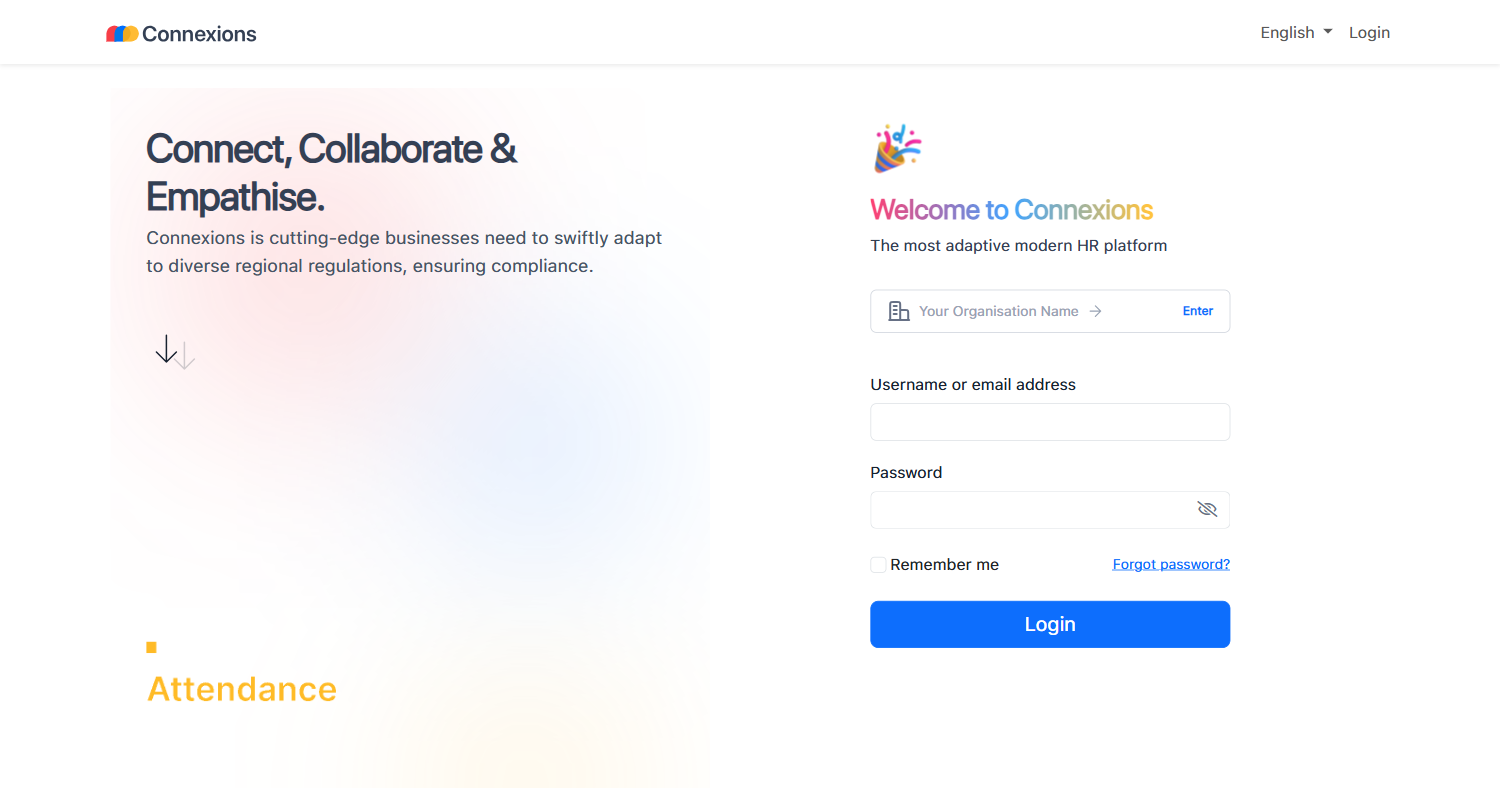 Connexions
English
Login
Connect, Collaborate &
Empathise.
Connexions is cutting-edge businesses need to swiftly adapt
to diverse regional regulations, ensuring compliance.
Attendance
Welcome to Connexions
The most adaptive modern HR platform
Your Organisation Name → Enter
Username or email address
Password
Remember me
Forgot password?
Login